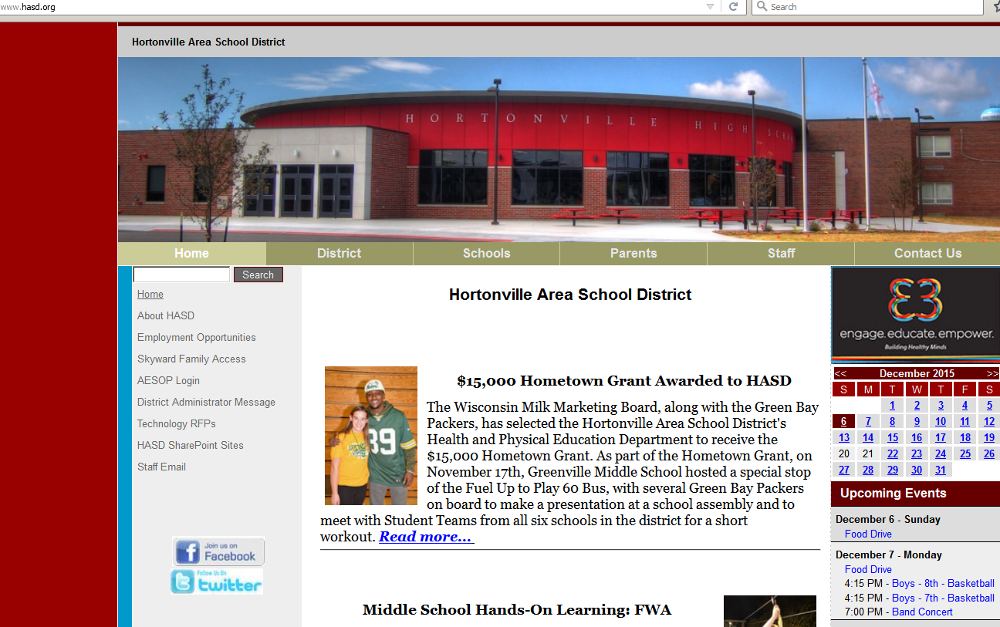 www.hasd.org
Search
Hortonville Area School District
HORTONVILLE HIGH SCHOOL
Home District Schools Parents Staff Contact Us
Search
Home
About HASD
Employment Opportunities
Skyward Family Access
AESOP Login
District Administrator Message
Technology RFPs
HASD SharePoint Sites
Staff Email
Join us on
Facebook
Follow Us On
twitter
Hortonville Area School District
$15,000 Hometown Grant Awarded to HASD
89
The Wisconsin Milk Marketing Board, along with the Green Bay
Packers, has selected the Hortonville Area School District's
Health and Physical Education Department to receive the
$15,000 Hometown Grant. As part of the Hometown Grant, on
November 17th, Greenville Middle School hosted a special stop
of the Fuel Up to Play 60 Bus, with several Green Bay Packers
on board to make a presentation at a school assembly and to
meet with Student Teams from all six schools in the district for a short
workout. Read more...
Middle School Hands-On Learning: FWA
engage.educate.empower.
Building Healthy Minds
<< December 2015 >>
S M T W T F S
1 2 3 4 5
6 7 8 9 10 11 12
13 14 15 16 17 18 19
20 21 22 23 24 25 26
27 28 29 30 31
Upcoming Events
December 6 - Sunday
Food Drive
December 7 - Monday
Food Drive
4:15 PM - Boys - 8th - Basketball
4:15 PM - Boys - 7th - Basketball
7:00 PM - Band Concert